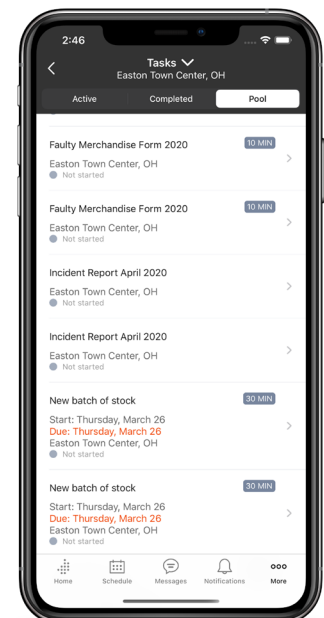 2:46
Tasks
Easton Town Center, OH
Active Completed Pool
Faulty Merchandise Form 2020 10 MIN
Easton Town Center, OH
Not started
Faulty Merchandise Form 2020 10 MIN
Easton Town Center, OH
Not started
Incident Report April 2020
Easton Town Center, OH
Not started
Incident Report April 2020
Easton Town Center, OH
Not started
New batch of stock 30 MIN
Start: Thursday, March 26
Due: Thursday, March 26
Easton Town Center, OH
Not started
New batch of stock 30 MIN
Start: Thursday, March 26
Due: Thursday, March 26
Easton Town Center, OH
Not started
Home Schedule Messages Notifications More